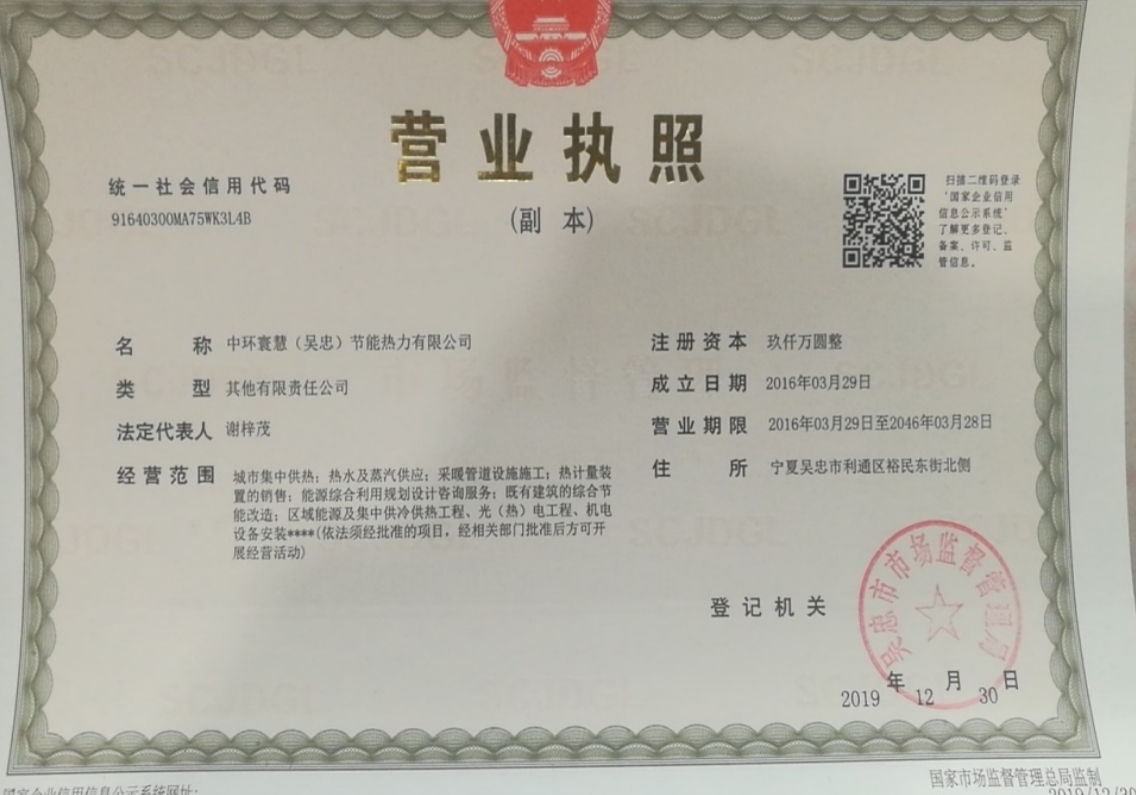 营业执照
(副 本)
统一社会信用代码
91640300MA75WK3L4B
扫描二维码登录
'国家企业信用
信息公示系统'
了解更多登记、
备案、许可、监
管信息。
名 称 中环寰慧（吴忠）节能热力有限公司
类 型 其他有限责任公司
法定代表人 谢梓茂
经营范围 城市集中供热；热水及蒸汽供应；采暖管道设施施工；热计量装
置的销售；能源综合利用规划设计咨询服务；既有建筑的综合节
能改造；区域能源及集中供冷供热工程、光（热）电工程、机电
设备安装****(依法须经批准的项目，经相关部门批准后方可开
展经营活动)
注册资本 玖仟万圆整
成立日期 2016年03月29日
营业期限 2016年03月29日至2046年03月28日
住 所 宁夏吴忠市利通区裕民东街北侧
登记机关
吴忠市市场监督管理局
2019 年 12 月 30 日
国家企业信用信息公示系统网址：
国家市场监督管理总局监制